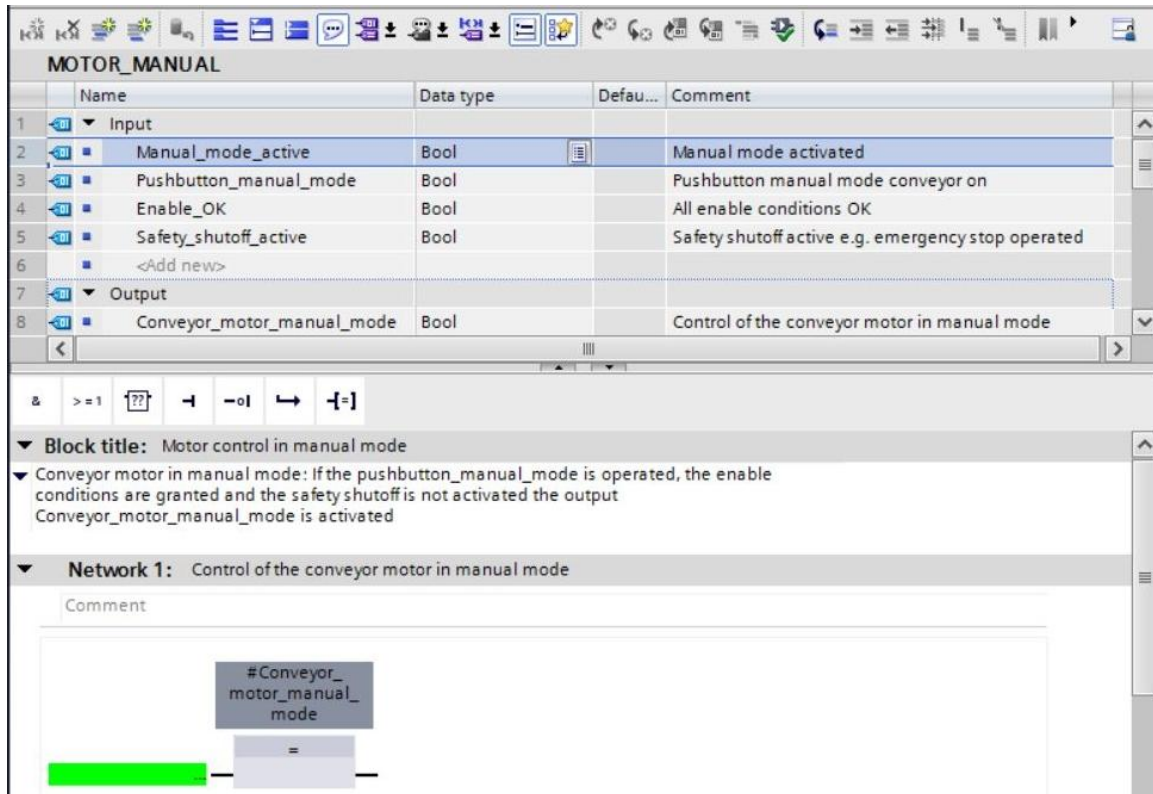 MOTOR_MANUAL
Name Data type Defau... Comment
1 Input
2 Manual_mode_active Bool Manual mode activated
3 Pushbutton_manual_mode Bool Pushbutton manual mode conveyor on
4 Enable_OK Bool All enable conditions OK
5 Safety_shutoff_active Bool Safety shutoff active e.g. emergency stop operated
6 <Add new>
7 Output
8 Conveyor_motor_manual_mode Bool Control of the conveyor motor in manual mode
& >=1 ??
Block title: Motor control in manual mode
Conveyor motor in manual mode: If the pushbutton_manual_mode is operated, the enable
conditions are granted and the safety shutoff is not activated the output
Conveyor_motor_manual_mode is activated
Network 1: Control of the conveyor motor in manual mode
Comment
#Conveyor_
motor_manual_
mode
=
...